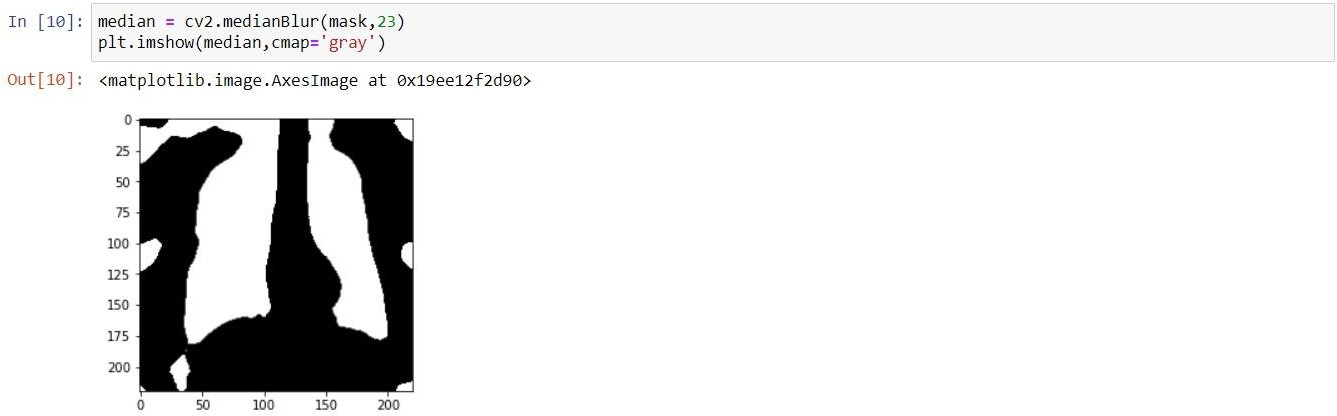 In [10]: median = cv2.medianBlur(mask,23)
plt.imshow(median,cmap='gray')
Out[10]: <matplotlib.image.AxesImage at 0x19ee12f2d90>
0
25
50
75
100
125
150
175
200
0 50 100 150 200